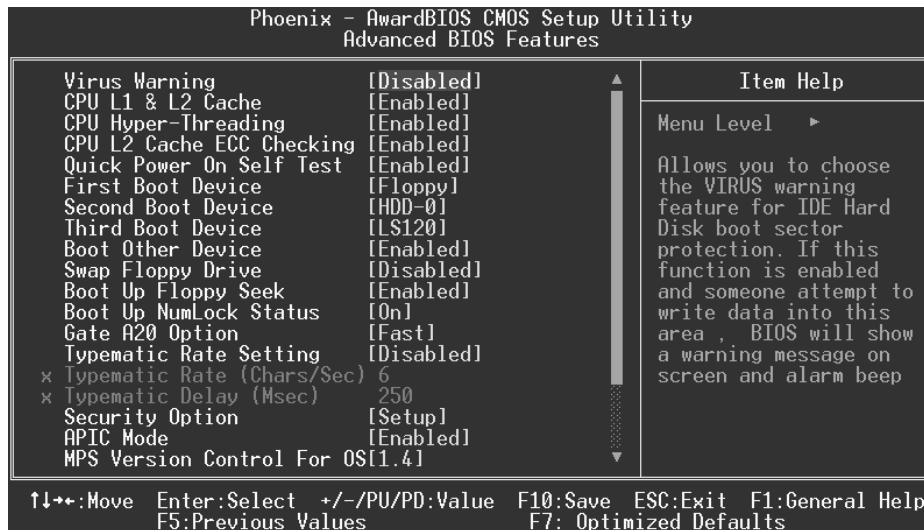 Phoenix - AwardBIOS CMOS Setup Utility
Advanced BIOS Features
Virus Warning [Disabled]
CPU L1 & L2 Cache [Enabled]
CPU Hyper-Threading [Enabled]
CPU L2 Cache ECC Checking [Enabled]
Quick Power On Self Test [Enabled]
First Boot Device [Floppy]
Second Boot Device [HDD-0]
Third Boot Device [LS120]
Boot Other Device [Enabled]
Swap Floppy Drive [Disabled]
Boot Up Floppy Seek [Enabled]
Boot Up NumLock Status [On]
Gate A20 Option [Fast]
Typematic Rate Setting [Disabled]
x Typematic Rate (Chars/Sec) 6
x Typematic Delay (Msec) 250
Security Option [Setup]
APIC Mode [Enabled]
MPS Version Control For OS[1.4]
Item Help
Menu Level ►
Allows you to choose
the VIRUS warning
feature for IDE Hard
Disk boot sector
protection. If this
function is enabled
and someone attempt to
write data into this
area , BIOS will show
a warning message on
screen and alarm beep
↑↓→←:Move Enter:Select +/-/PU/PD:Value F10:Save ESC:Exit F1:General Help
F5:Previous Values F7: Optimized Defaults